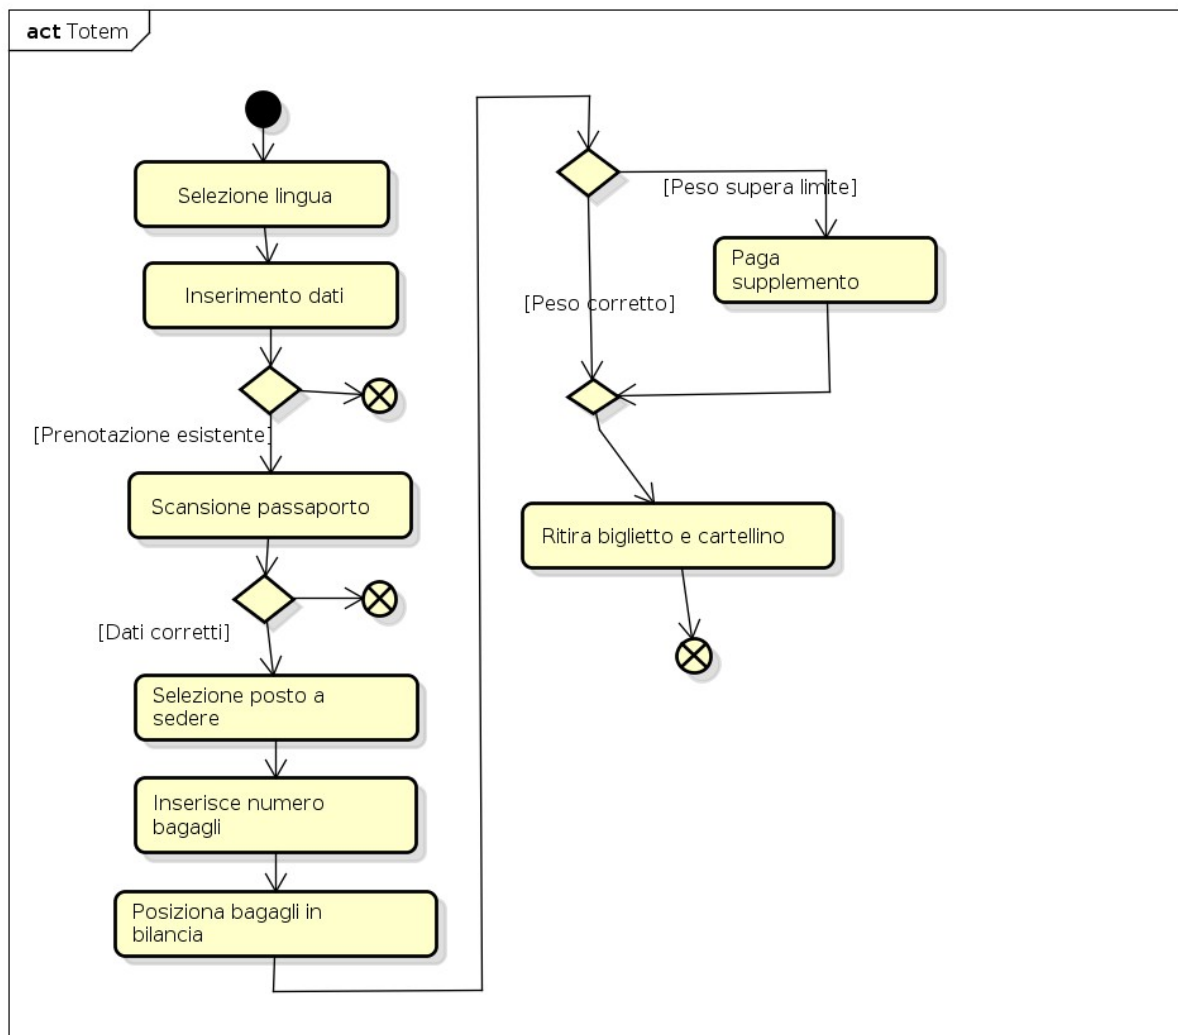 act Totem
Selezione lingua
Inserimento dati
[Prenotazione esistente]
Scansione passaporto
[Dati corretti]
Selezione posto a
sedere
Inserisce numero
bagagli
Posiziona bagagli in
bilancia
[Peso supera limite]
Paga
supplemento
[Peso corretto]
Ritira biglietto e cartellino